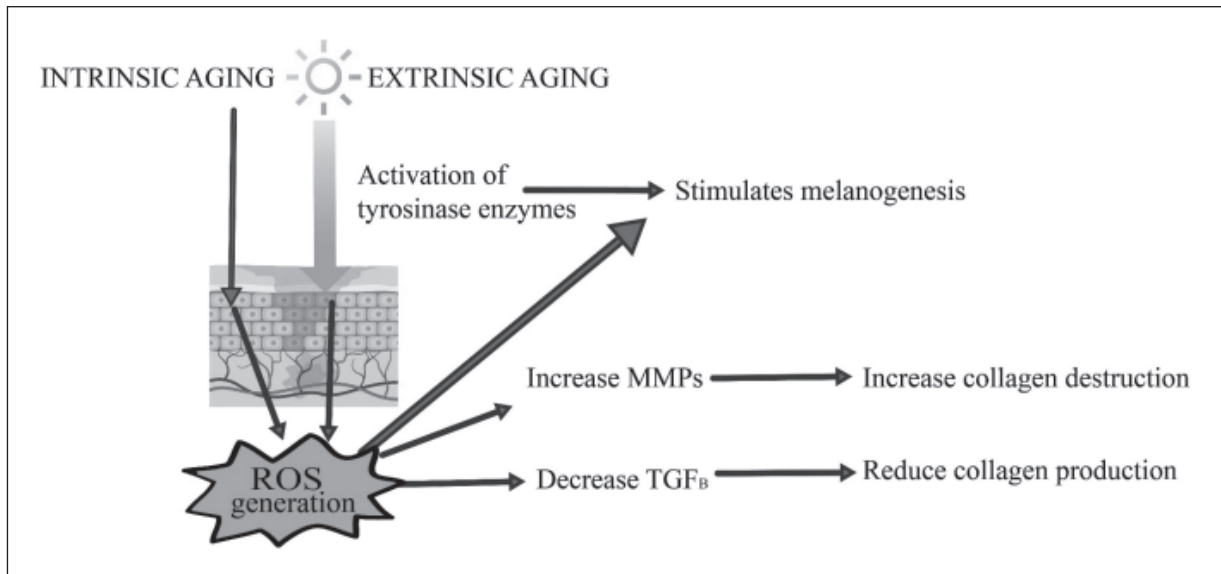 INTRINSIC AGING
EXTRINSIC AGING
Activation of
tyrosinase enzymes
Stimulates melanogenesis
Increase MMPs
Increase collagen destruction
ROS
generation
Decrease TGFB
Reduce collagen production